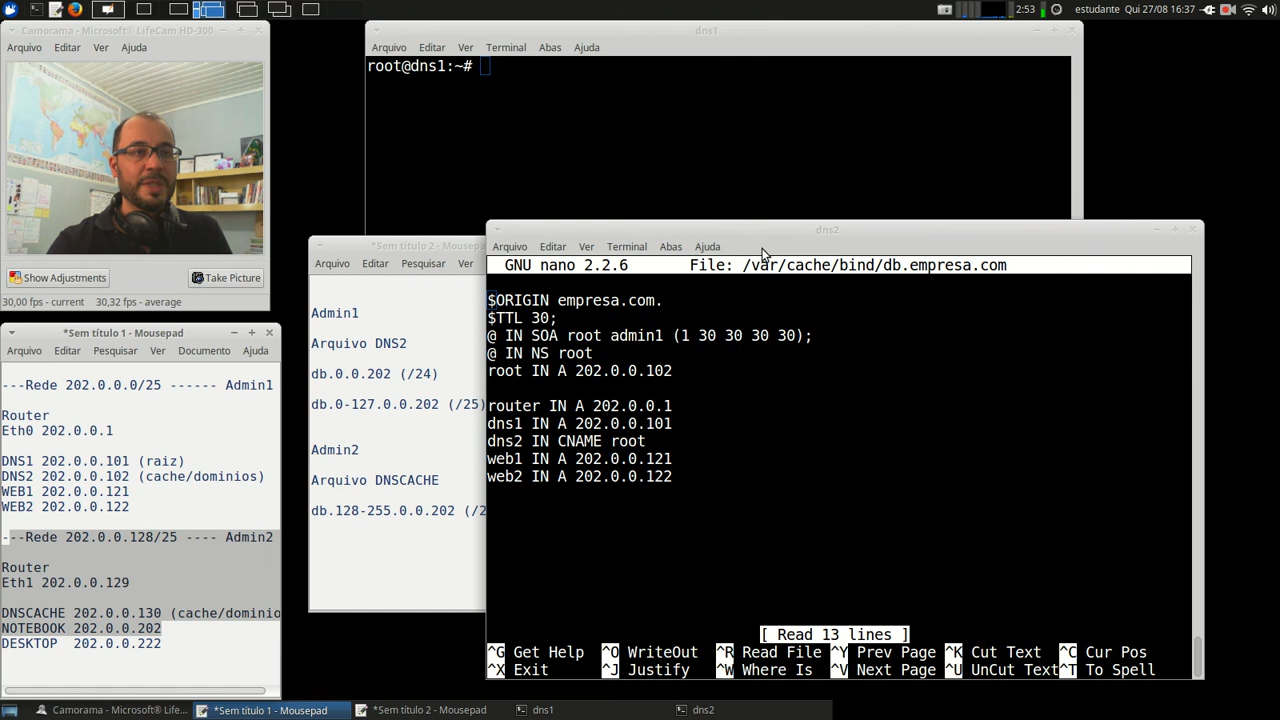 2:53
estudante Qui 27/08 16:37
Camorama - Microsoft® LifeCam HD-300
Arquivo Editar Ver Ajuda
Show Adjustments
Take Picture
30,00 fps - current 30,32 fps - average
dns1
Arquivo Editar Ver Terminal Abas Ajuda
root@dns1:~#
*Sem título 2 - Mousepa
Arquivo Editar Pesquisar Ver
Admin1
Arquivo DNS2
db.0.0.202 (/24)
db.0-127.0.0.202 (/25)
Admin2
Arquivo DNSCACHE
db.128-255.0.0.202 (/2
*Sem título 1 - Mousepad
Arquivo Editar Pesquisar Ver Documento Ajuda
---Rede 202.0.0.0/25 ------ Admin1
Router
Eth0 202.0.0.1
DNS1 202.0.0.101 (raiz)
DNS2 202.0.0.102 (cache/dominios)
WEB1 202.0.0.121
WEB2 202.0.0.122
---Rede 202.0.0.128/25 ---- Admin2
Router
Eth1 202.0.0.129
DNSCACHE 202.0.0.130 (cache/dominio
NOTEBOOK 202.0.0.202
DESKTOP  202.0.0.222
dns2
Arquivo Editar Ver Terminal Abas Ajuda
GNU nano 2.2.6 File: /var/cache/bind/db.empresa.com
$ORIGIN empresa.com.
$TTL 30;
@ IN SOA root admin1 (1 30 30 30 30);
@ IN NS root
root IN A 202.0.0.102
router IN A 202.0.0.1
dns1 IN A 202.0.0.101
dns2 IN CNAME root
web1 IN A 202.0.0.121
web2 IN A 202.0.0.122
[ Read 13 lines ]
^G Get Help ^O WriteOut ^R Read File ^Y Prev Page ^K Cut Text ^C Cur Pos
^X Exit ^J Justify ^W Where Is ^V Next Page ^U UnCut Text ^T To Spell
Camorama - Microsoft® LifeC...
*Sem título 1 - Mousepad
*Sem título 2 - Mousepad
dns1
dns2